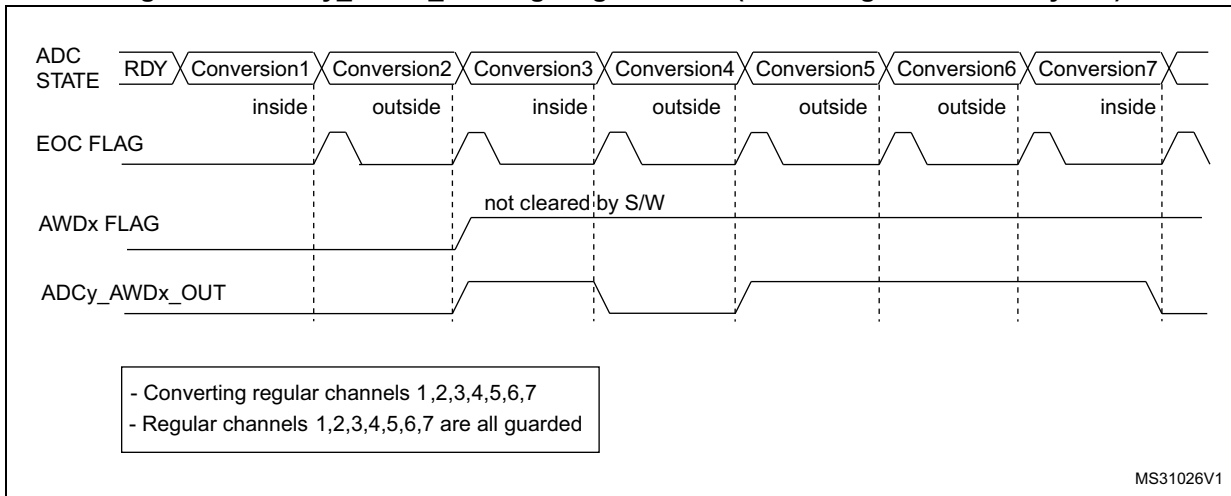 ADC
STATE
RDY Conversion1 Conversion2 Conversion3 Conversion4 Conversion5 Conversion6 Conversion7
inside outside inside outside outside outside inside
EOC FLAG
not cleared by S/W
AWDx FLAG
ADCy_AWDx_OUT
- Converting regular channels 1,2,3,4,5,6,7
- Regular channels 1,2,3,4,5,6,7 are all guarded
MS31026V1